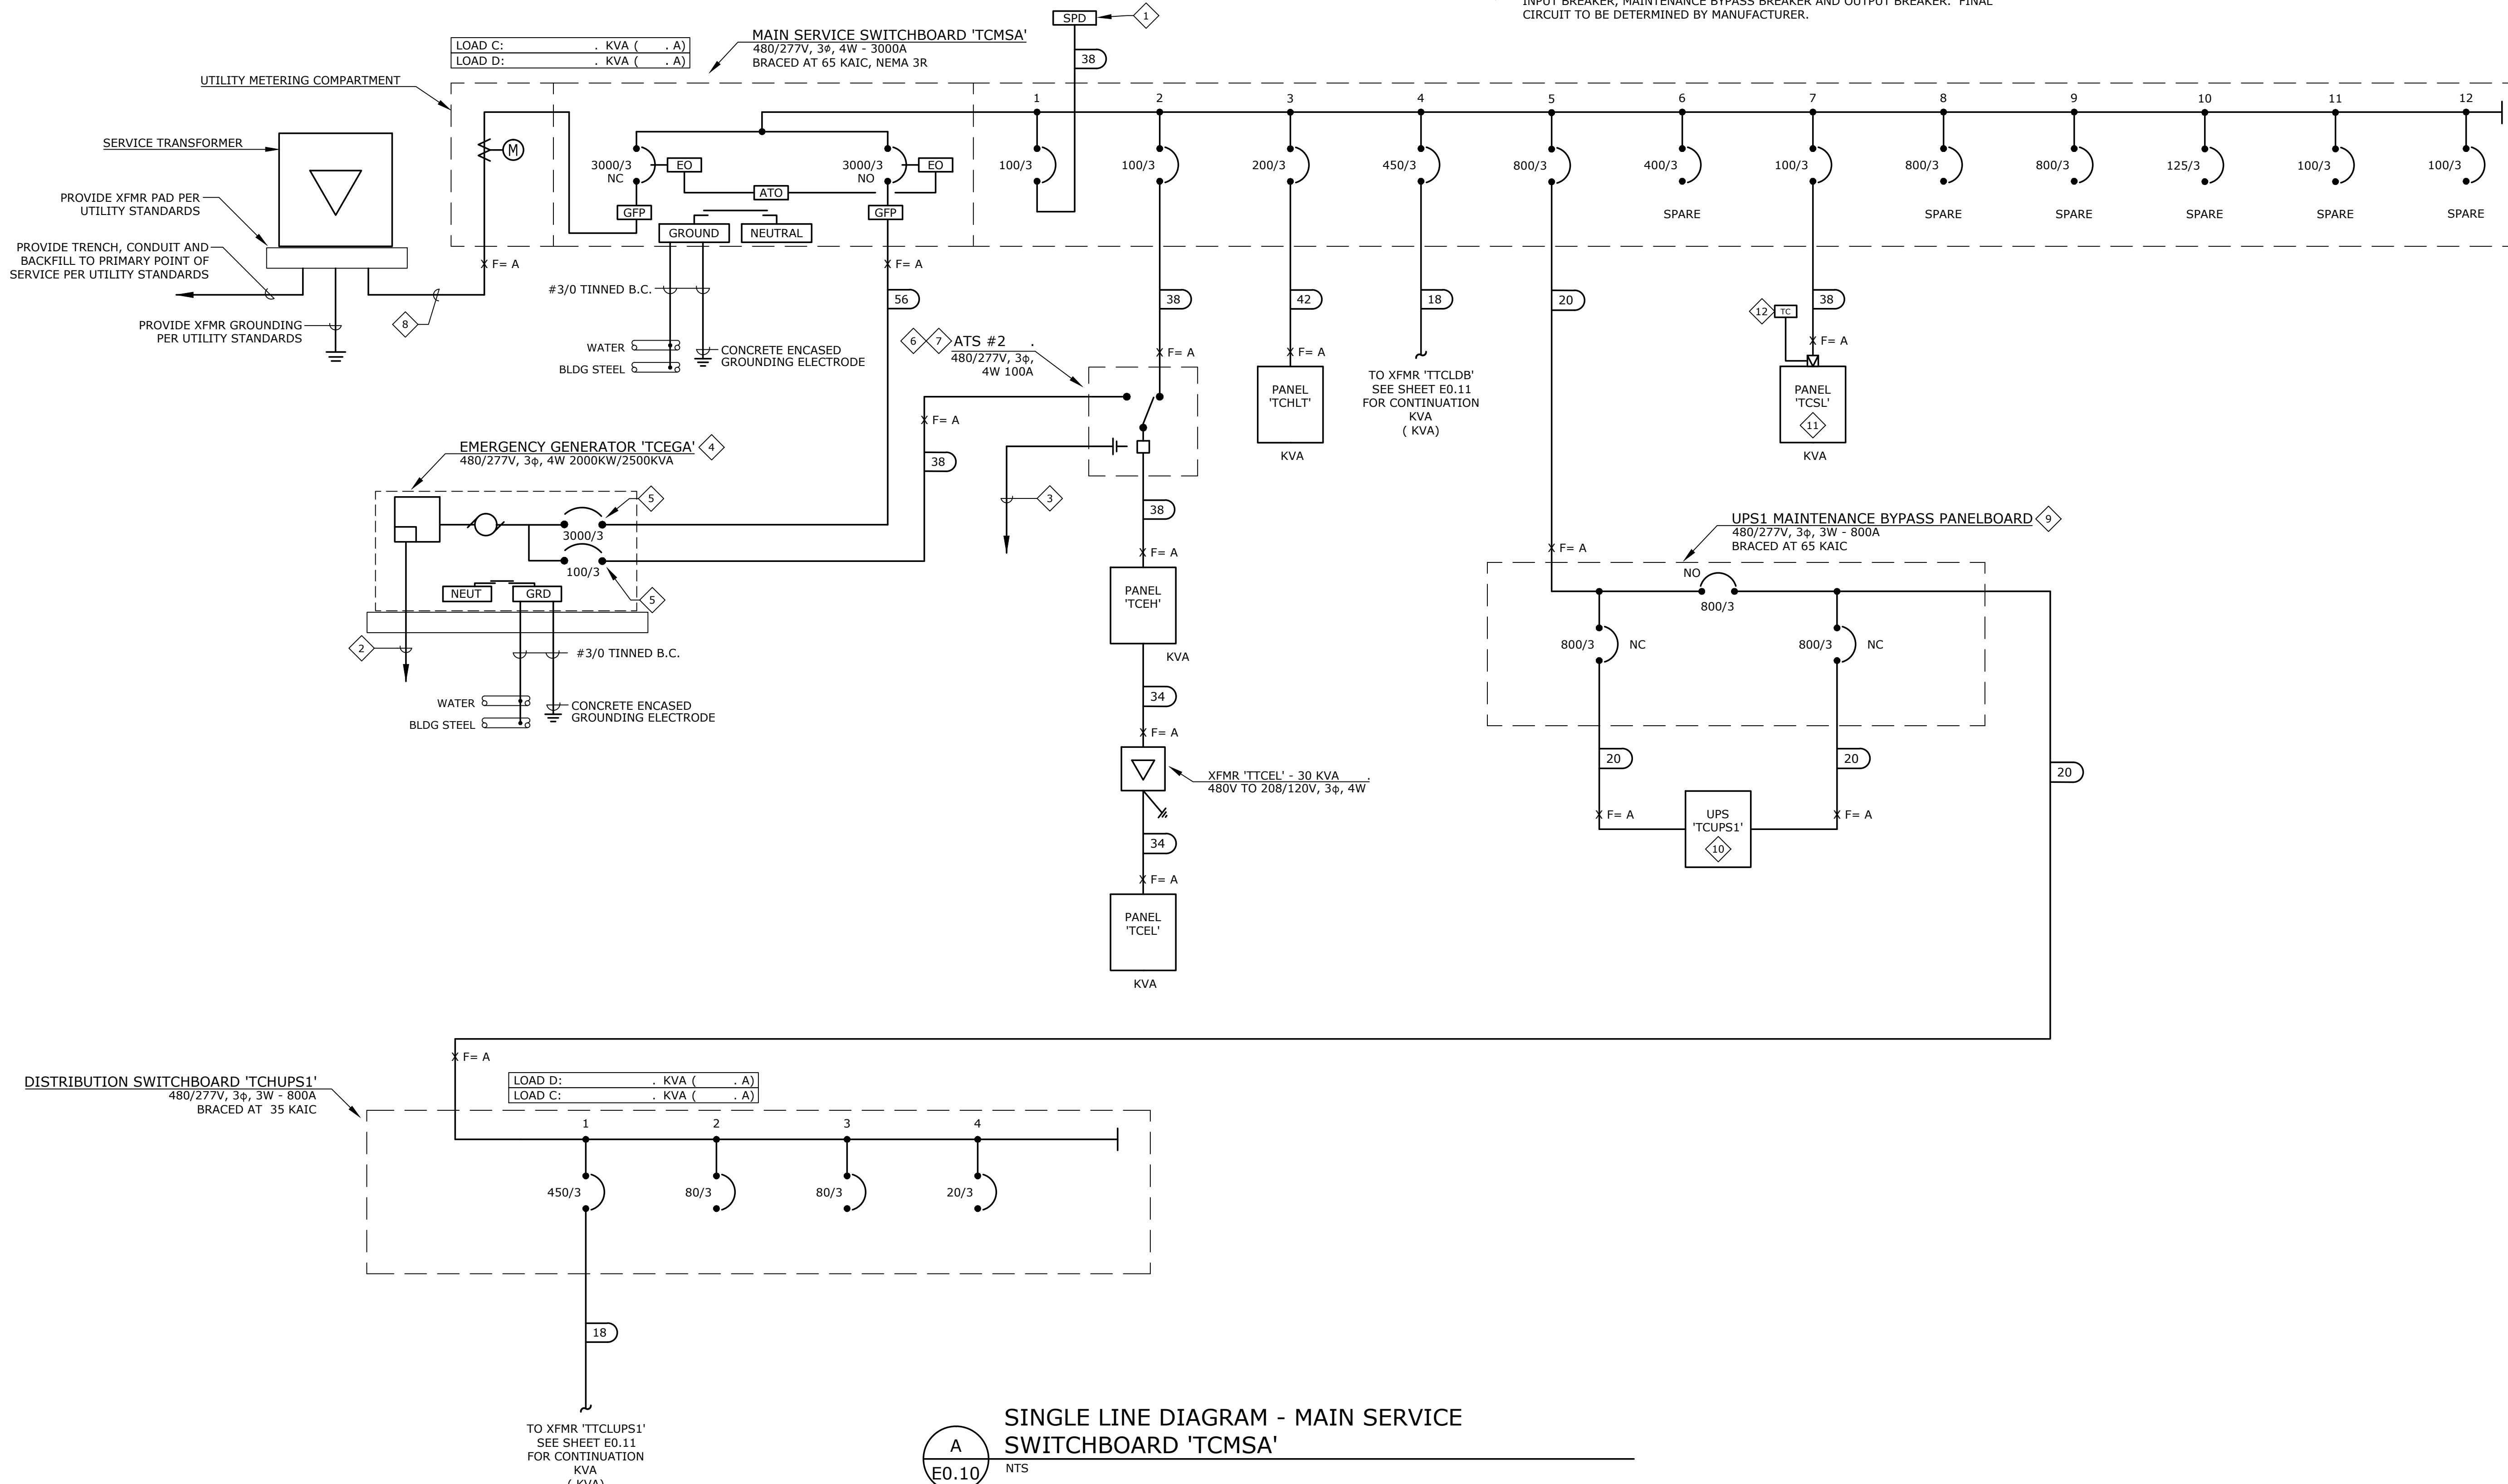 INPUT BREAKER, MAINTENANCE BYPASS BREAKER AND OUTPUT BREAKER. FINAL
CIRCUIT TO BE DETERMINED BY MANUFACTURER.
SPD
1
38
LOAD C: . KVA ( . A)
LOAD D: . KVA ( . A)
MAIN SERVICE SWITCHBOARD 'TCMSA'
480/277V, 3ϕ, 4W - 3000A
BRACED AT 65 KAIC, NEMA 3R
UTILITY METERING COMPARTMENT
SERVICE TRANSFORMER
PROVIDE XFMR PAD PER
UTILITY STANDARDS
PROVIDE TRENCH, CONDUIT AND
BACKFILL TO PRIMARY POINT OF
SERVICE PER UTILITY STANDARDS
PROVIDE XFMR GROUNDING
PER UTILITY STANDARDS
8
M
F= A
3000/3
NC
EO
ATO
3000/3
NO
EO
GFP
GFP
GROUND
NEUTRAL
F= A
#3/0 TINNED B.C.
56
WATER
BLDG STEEL
CONCRETE ENCASED
GROUNDING ELECTRODE
1 2 3 4 5 6 7 8 9 10 11 12
100/3 100/3 200/3 450/3 800/3 400/3 100/3 800/3 800/3 125/3 100/3 100/3
SPARE SPARE SPARE SPARE SPARE SPARE
38 42 18 20 38
12
TC
F= A
F= A
F= A
6
7
ATS #2 .
480/277V, 3ϕ,
4W 100A
PANEL
'TCHLT'
KVA
TO XFMR 'TTCLDB'
SEE SHEET E0.11
FOR CONTINUATION
KVA
( KVA)
PANEL
'TCSL'
11
KVA
F= A
38
3
EMERGENCY GENERATOR 'TCEGA'
4
480/277V, 3ϕ, 4W 2000KW/2500KVA
5
3000/3
100/3
5
NEUT
GRD
2
#3/0 TINNED B.C.
WATER
BLDG STEEL
CONCRETE ENCASED
GROUNDING ELECTRODE
38
F= A
PANEL
'TCEH'
KVA
34
F= A
XFMR 'TTCEL' - 30 KVA .
480V TO 208/120V, 3ϕ, 4W
34
F= A
PANEL
'TCEL'
KVA
UPS1 MAINTENANCE BYPASS PANELBOARD
9
480/277V, 3ϕ, 3W - 800A
BRACED AT 65 KAIC
F= A
NO
800/3
800/3 NC
800/3 NC
20
20
20
F= A
F= A
UPS
'TCUPS1'
10
F= A
DISTRIBUTION SWITCHBOARD 'TCHUPS1'
480/277V, 3ϕ, 3W - 800A
BRACED AT 35 KAIC
LOAD D: . KVA ( . A)
LOAD C: . KVA ( . A)
1 2 3 4
450/3 80/3 80/3 20/3
18
TO XFMR 'TTCLUPS1'
SEE SHEET E0.11
FOR CONTINUATION
KVA
( KVA)
A
E0.10
SINGLE LINE DIAGRAM - MAIN SERVICE
SWITCHBOARD 'TCMSA'
NTS